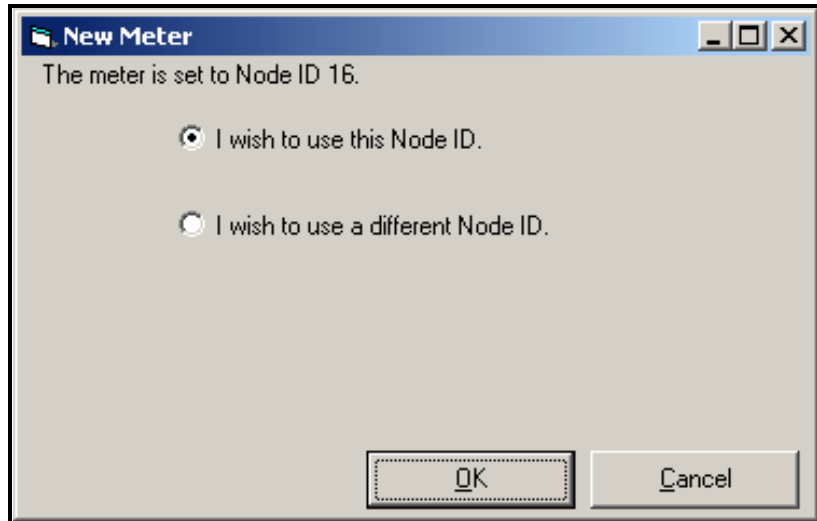 New Meter
The meter is set to Node ID 16.
I wish to use this Node ID.
I wish to use a different Node ID.
OK
Cancel